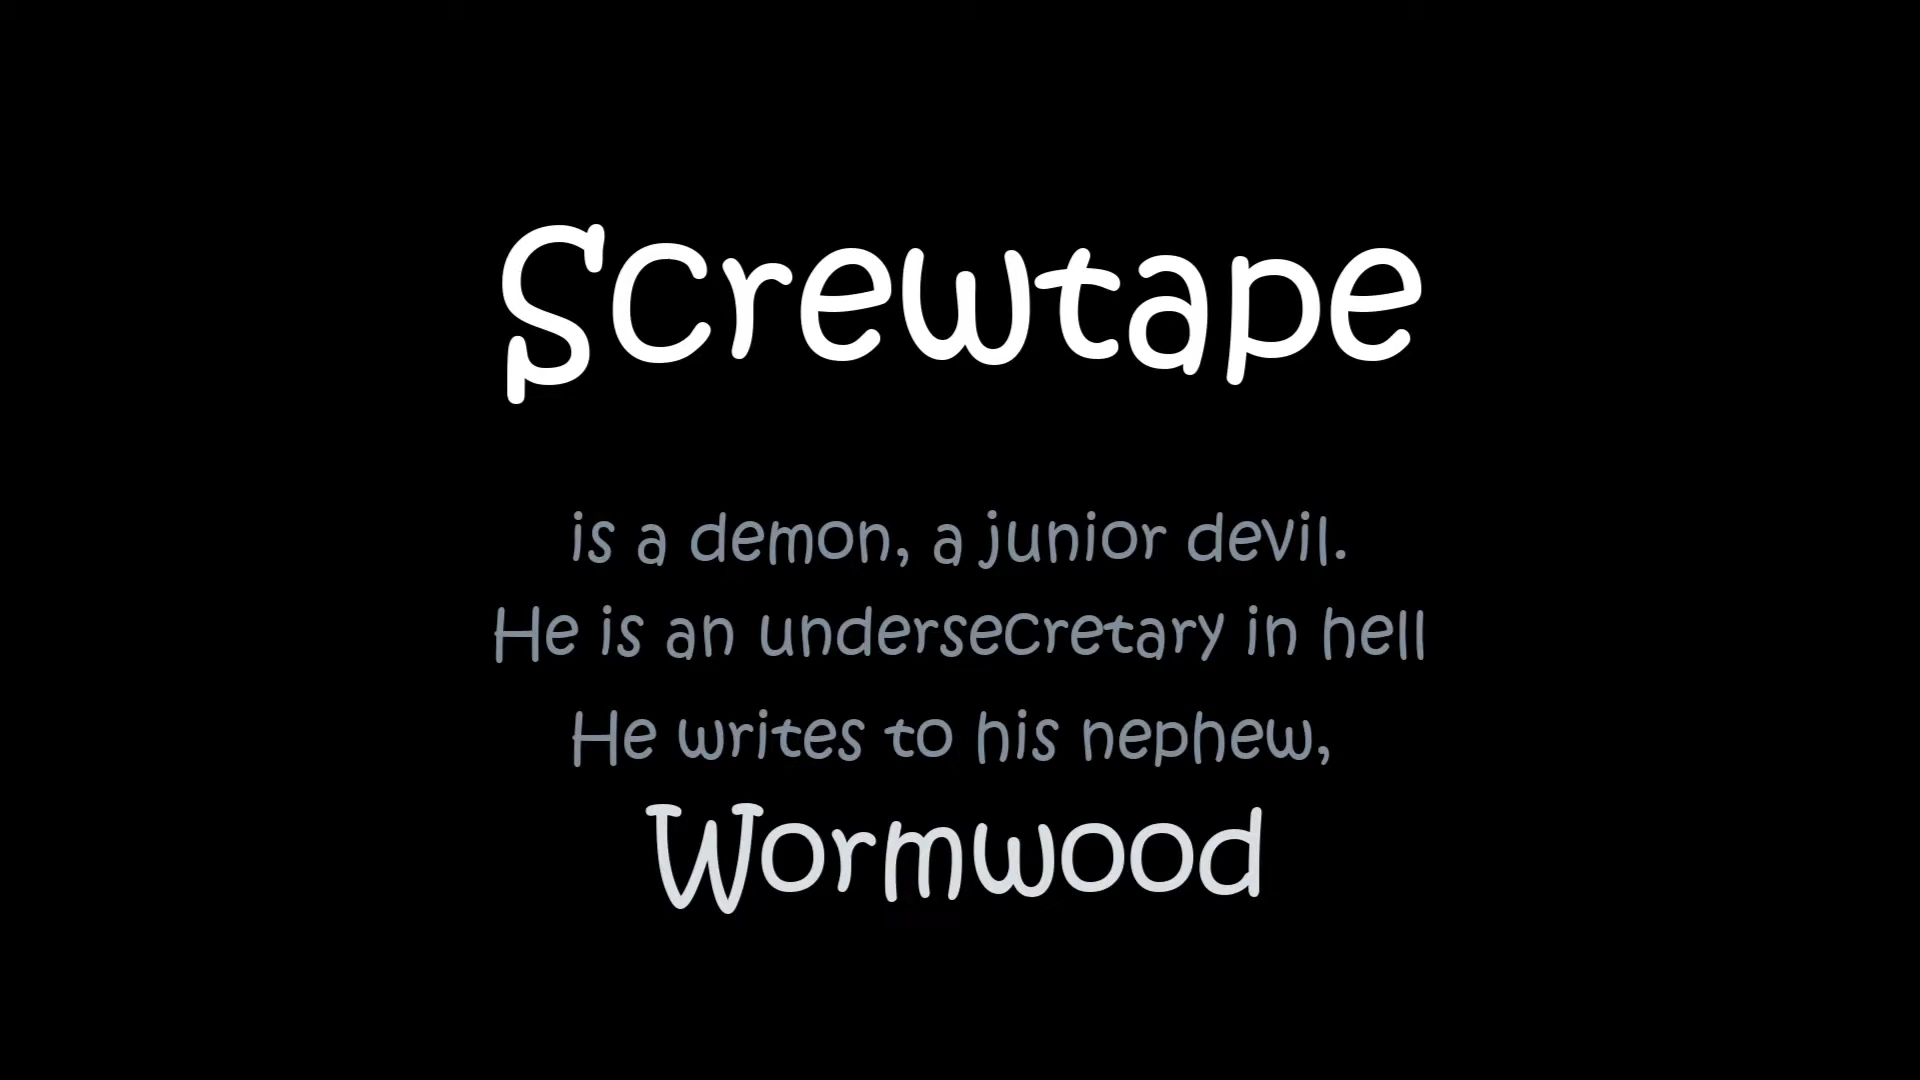 Screwtape
is a demon, a junior devil.
He is an undersecretary in hell
He writes to his nephew,
Wormwood